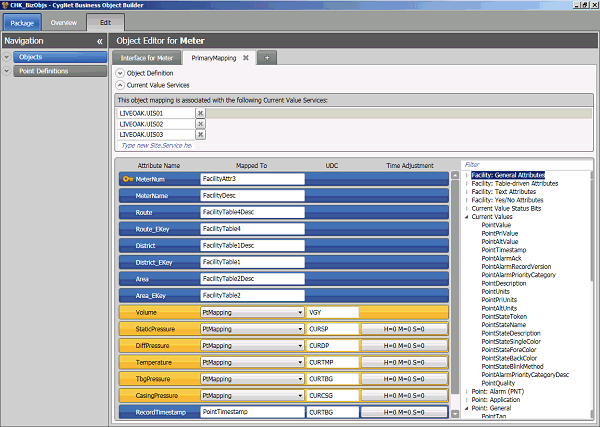 CHK_BizObjs - CygNet Business Object Builder
Package Overview Edit
Navigation «
Objects
Point Definitions
Object Editor for Meter
Interface for Meter PrimaryMapping +
Object Definition
Current Value Services
This object mapping is associated with the following Current Value Services:
LIVEOAK.UIS01
LIVEOAK.UIS02
LIVEOAK.UIS03
Type new Site.Service he
Attribute Name Mapped To UDC Time Adjustment
MeterNum FacilityAttr3
MeterName FacilityDesc
Route FacilityTable4Desc
Route_EKey FacilityTable4
District FacilityTable1Desc
District_EKey FacilityTable1
Area FacilityTable2Desc
Area_EKey FacilityTable2
Volume PtMapping VGY
StaticPressure PtMapping CURSP H=0 M=0 S=0
DiffPressure PtMapping CURDP H=0 M=0 S=0
Temperature PtMapping CURTMP H=0 M=0 S=0
TbgPressure PtMapping CURTBG H=0 M=0 S=0
CasingPressure PtMapping CURCSG H=0 M=0 S=0
RecordTimestamp PointTimestamp CURTBG H=0 M=0 S=0
Filter
Facility: General Attributes
Facility: Table-driven Attributes
Facility: Text Attributes
Facility: Yes/No Attributes
Current Value Status Bits
Current Values
PointValue
PointPriValue
PointAltValue
PointTimestamp
PointAlarmAck
PointAlarmRecordVersion
PointAlarmPriorityCategory
PointDescription
PointUnits
PointPriUnits
PointAltUnits
PointStateToken
PointStateName
PointStateDescription
PointStateSingleColor
PointStateForeColor
PointStateBackColor
PointStateBlinkMethod
PointAlarmPriorityCategoryDesc
PointQuality
Point: Alarm (PNT)
Point: Application
Point: General
PointTag